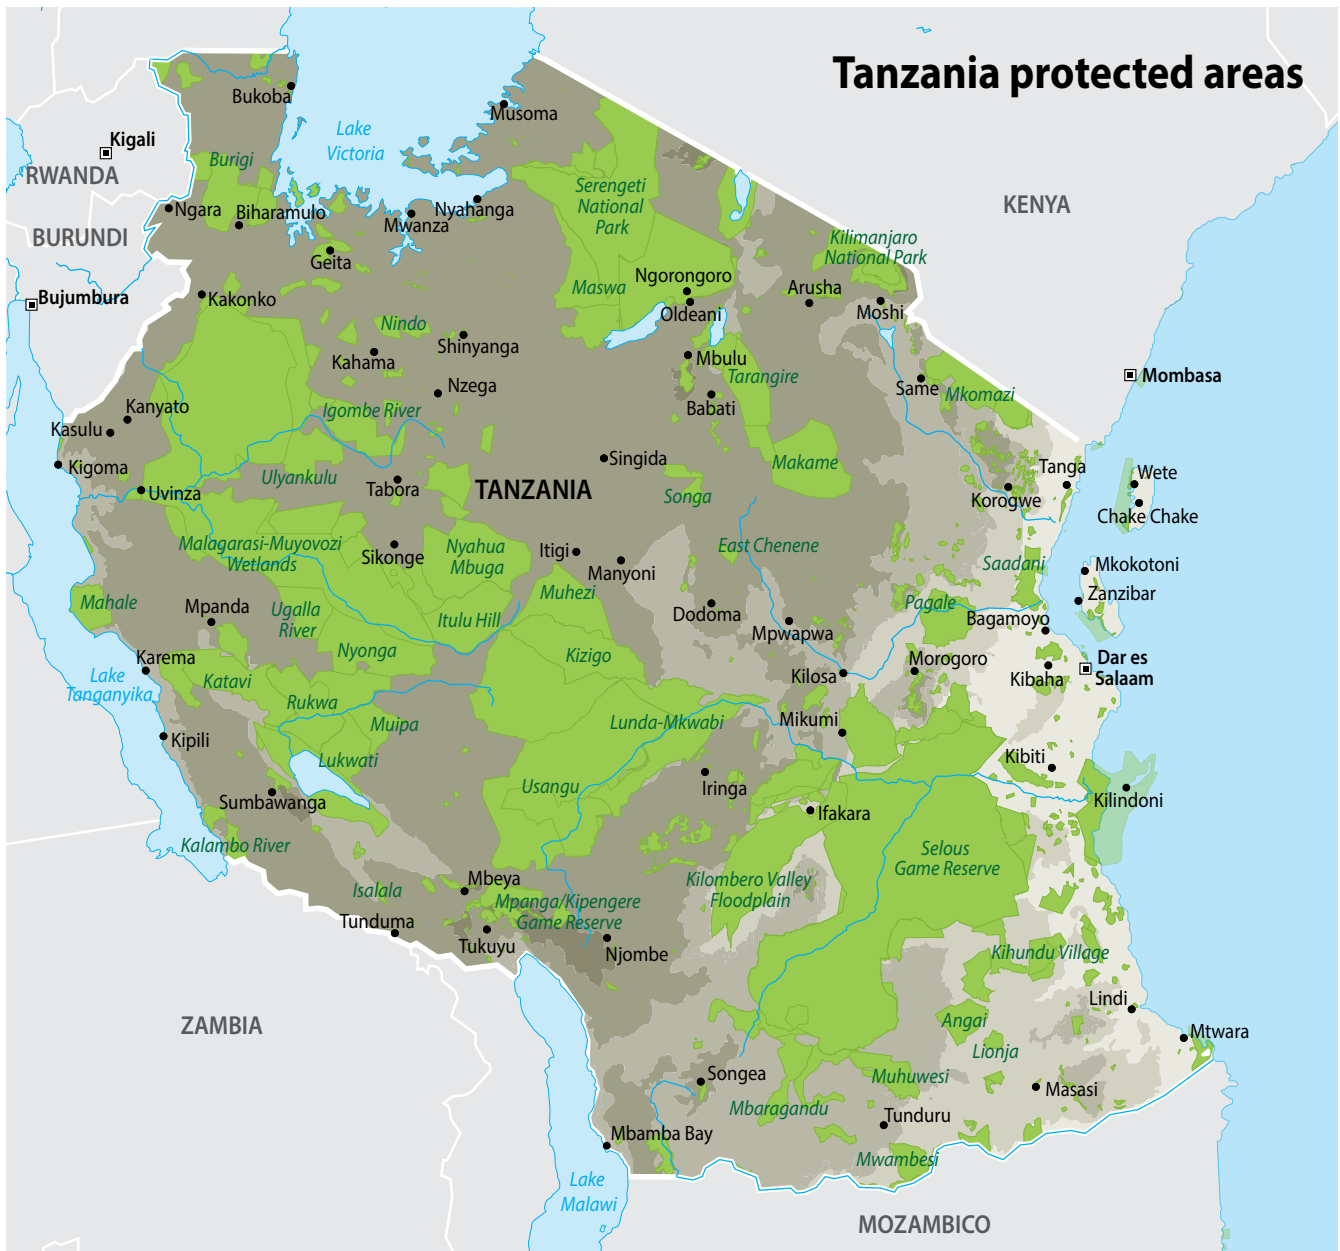 Tanzania protected areas
Bukoba
Musoma
Lake
Victoria
Kigali
RWANDA
Burigi
Serengeti
National
Park
KENYA
Ngara
Biharamulo
Mwanza
Nyahanga
BURUNDI
Kilimanjaro
National Park
Geita
Ngorongoro
Maswa
Arusha
Bujumbura
Kakonko
Oldeani
Moshi
Nindo
Shinyanga
Kahama
Mbulu
Tarangire
Mombasa
Nzega
Same
Mkomazi
Kanyato
Igombe River
Babati
Kasulu
Kigoma
Singida
Makame
Tanga
Wete
Uvinza
Ulyankulu
Tabora
TANZANIA
Songa
Korogwe
Chake Chake
Malagarasi-Muyovozi
Wetlands
Sikonge
Nyahua
Mbuga
Itigi
Manyoni
East Chenene
Saadani
Mkokotoni
Mahale
Mpanda
Ugalla
River
Itulu Hill
Muhezi
Dodoma
Mpwapwa
Pagale
Bagamoyo
Zanzibar
Karema
Nyonga
Kizigo
Morogoro
Dar es
Salaam
Lake
Tanganyika
Katavi
Kilosa
Kibaha
Rukwa
Muipa
Lunda-Mkwabi
Mikumi
Kipili
Lukwati
Kibiti
Sumbawanga
Usangu
Iringa
Ifakara
Kilindoni
Kalambo River
Selous
Game Reserve
Isalala
Mbeya
Mpanga/Kipengere
Game Reserve
Kilombero Valley
Floodplain
Tunduma
Tukuyu
Njombe
Kihundu Village
Lindi
ZAMBIA
Angai
Mtwara
Lionja
Songea
Muhuwesi
Masasi
Mbaragandu
Tunduru
Mbamba Bay
Mwambesi
Lake
Malawi
MOZAMBICO